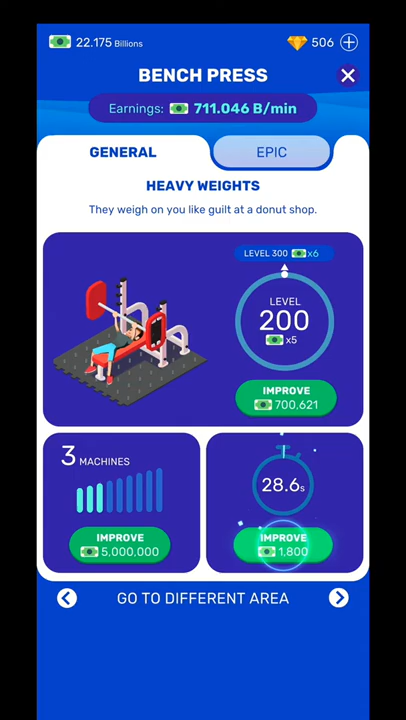 22.175 Billions
506
BENCH PRESS
Earnings: 711.046 B/min
GENERAL
EPIC
HEAVY WEIGHTS
They weigh on you like guilt at a donut shop.
LEVEL 300 x6
LEVEL
200
x5
IMPROVE
700,621
3 MACHINES
IMPROVE
5,000,000
28.6s
IMPROVE
1,800
GO TO DIFFERENT AREA